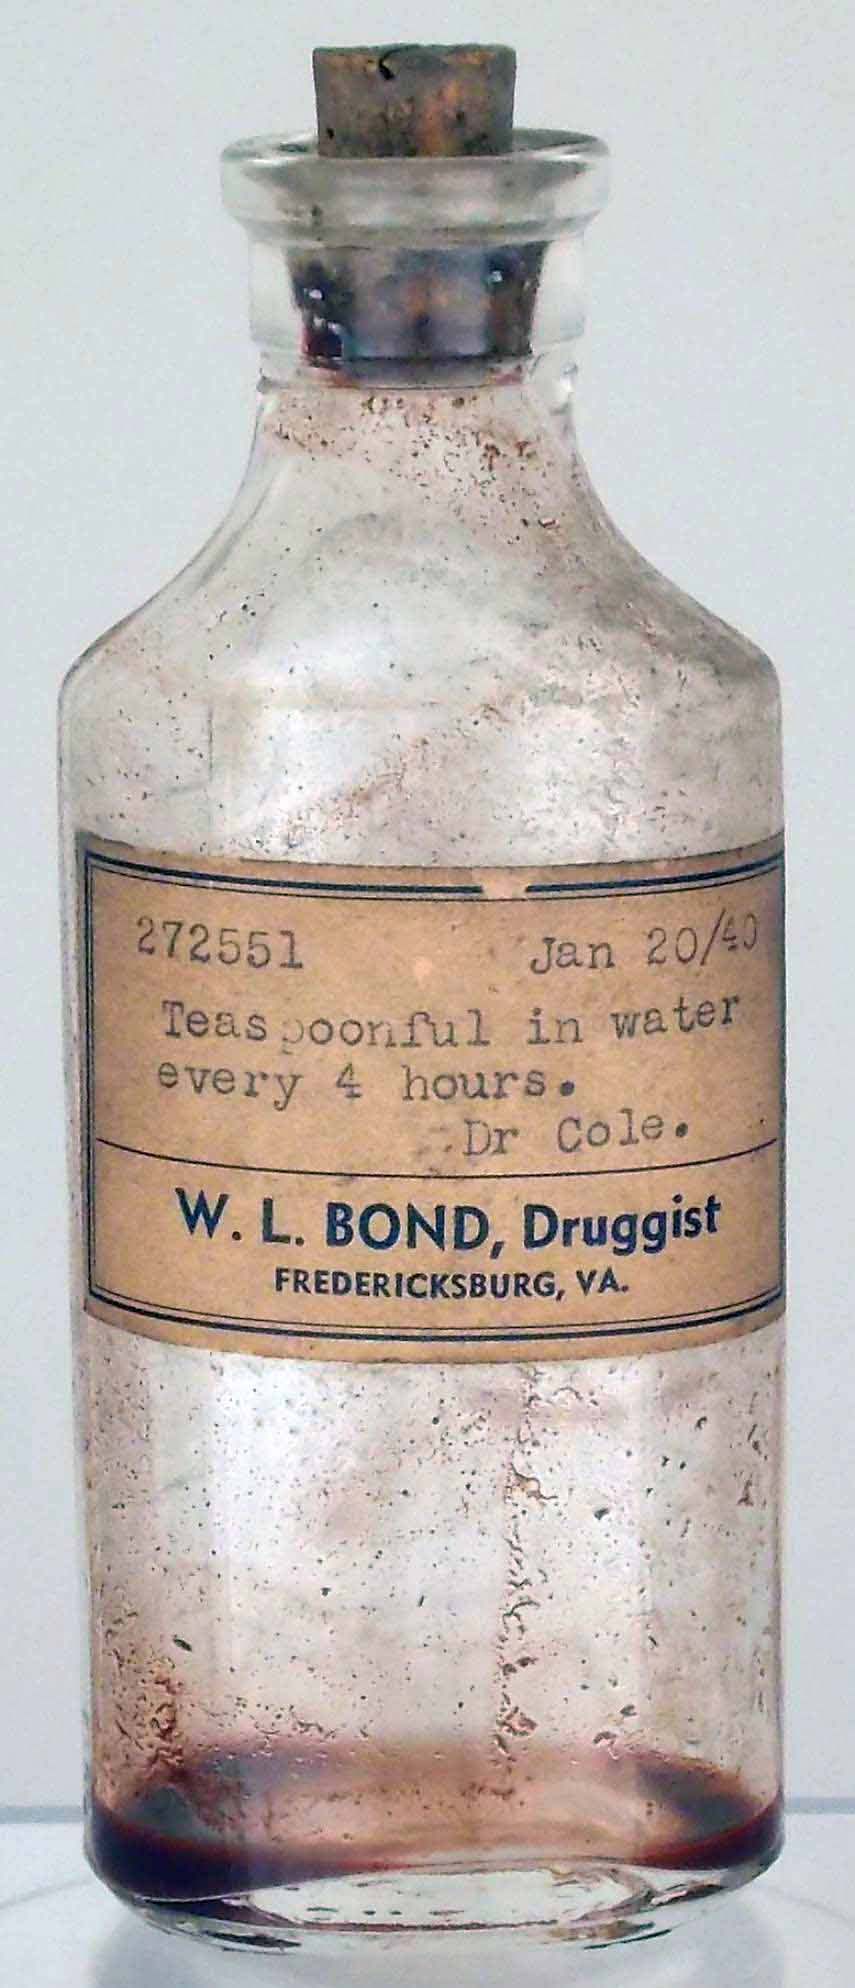 272551 Jan 20/40
Teaspoonful in water
every 4 hours.
Dr Cole.
W. L. BOND, Druggist
FREDERICKSBURG, VA.